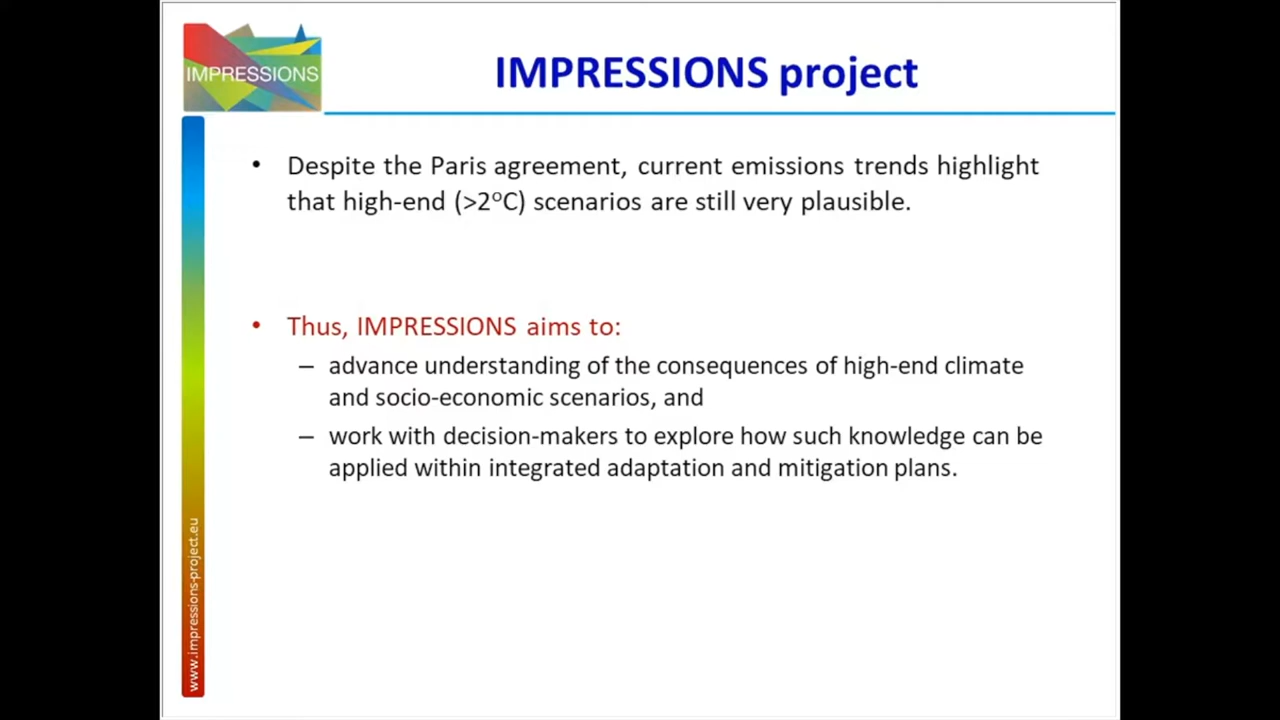 IMPRESSIONS
IMPRESSIONS project
• Despite the Paris agreement, current emissions trends highlight
that high-end (>2°C) scenarios are still very plausible.
• Thus, IMPRESSIONS aims to:
– advance understanding of the consequences of high-end climate
and socio-economic scenarios, and
– work with decision-makers to explore how such knowledge can be
applied within integrated adaptation and mitigation plans.
www.impressions-project.eu